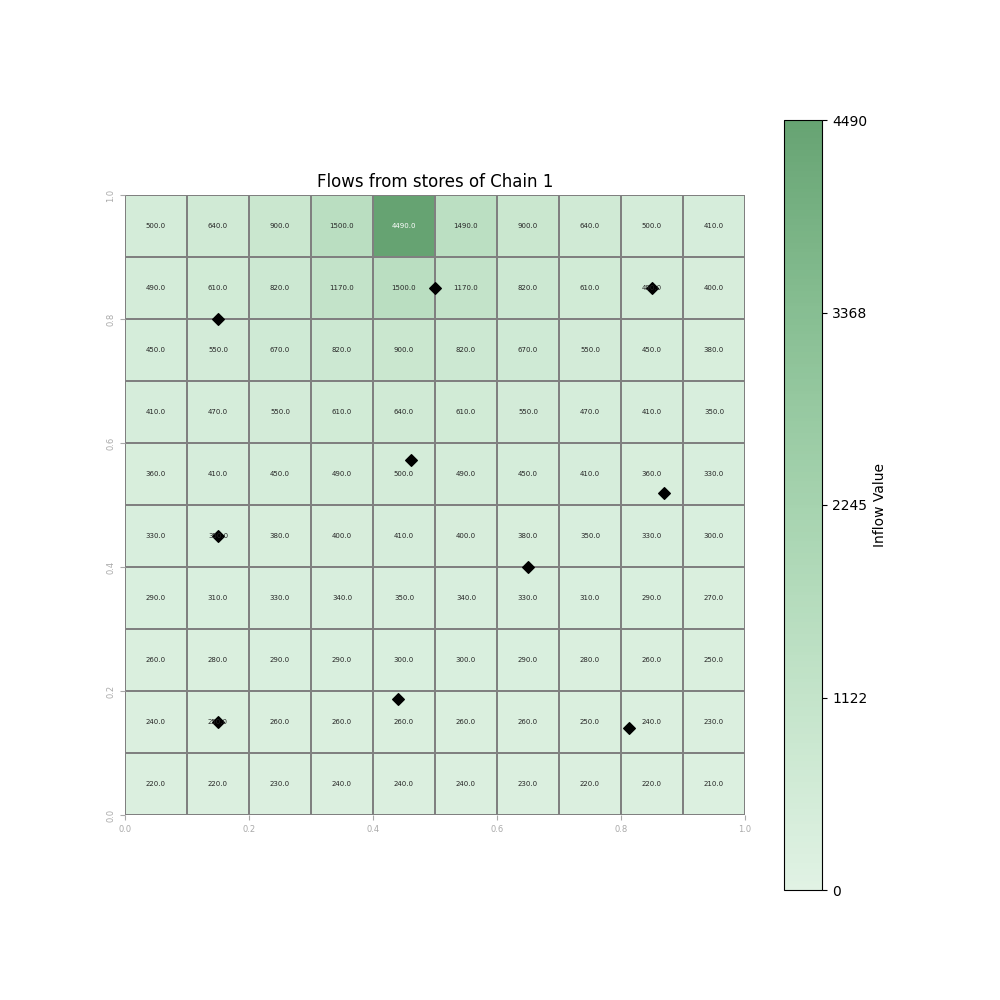 Flows from stores of Chain 1
1.0 500.0 640.0 900.0 1500.0 4490.0 1490.0 900.0 640.0 500.0 410.0
490.0 610.0 820.0 1170.0 1500.0 1170.0 820.0 610.0 400.0
0.8 450.0 550.0 670.0 820.0 900.0 820.0 670.0 550.0 450.0 380.0
410.0 470.0 550.0 610.0 640.0 610.0 550.0 470.0 410.0 350.0
0.6 360.0 410.0 450.0 490.0 500.0 490.0 450.0 410.0 360.0 330.0
330.0 380.0 400.0 410.0 400.0 380.0 350.0 330.0 300.0
0.4 290.0 310.0 330.0 340.0 350.0 340.0 330.0 310.0 290.0 270.0
260.0 280.0 290.0 290.0 300.0 300.0 290.0 280.0 260.0 250.0
0.2 240.0 260.0 260.0 260.0 260.0 260.0 250.0 240.0 230.0
220.0 220.0 230.0 240.0 240.0 240.0 230.0 220.0 220.0 210.0
0.0
0.0 0.2 0.4 0.6 0.8 1.0
4490
3368
2245
1122
0
Inflow Value